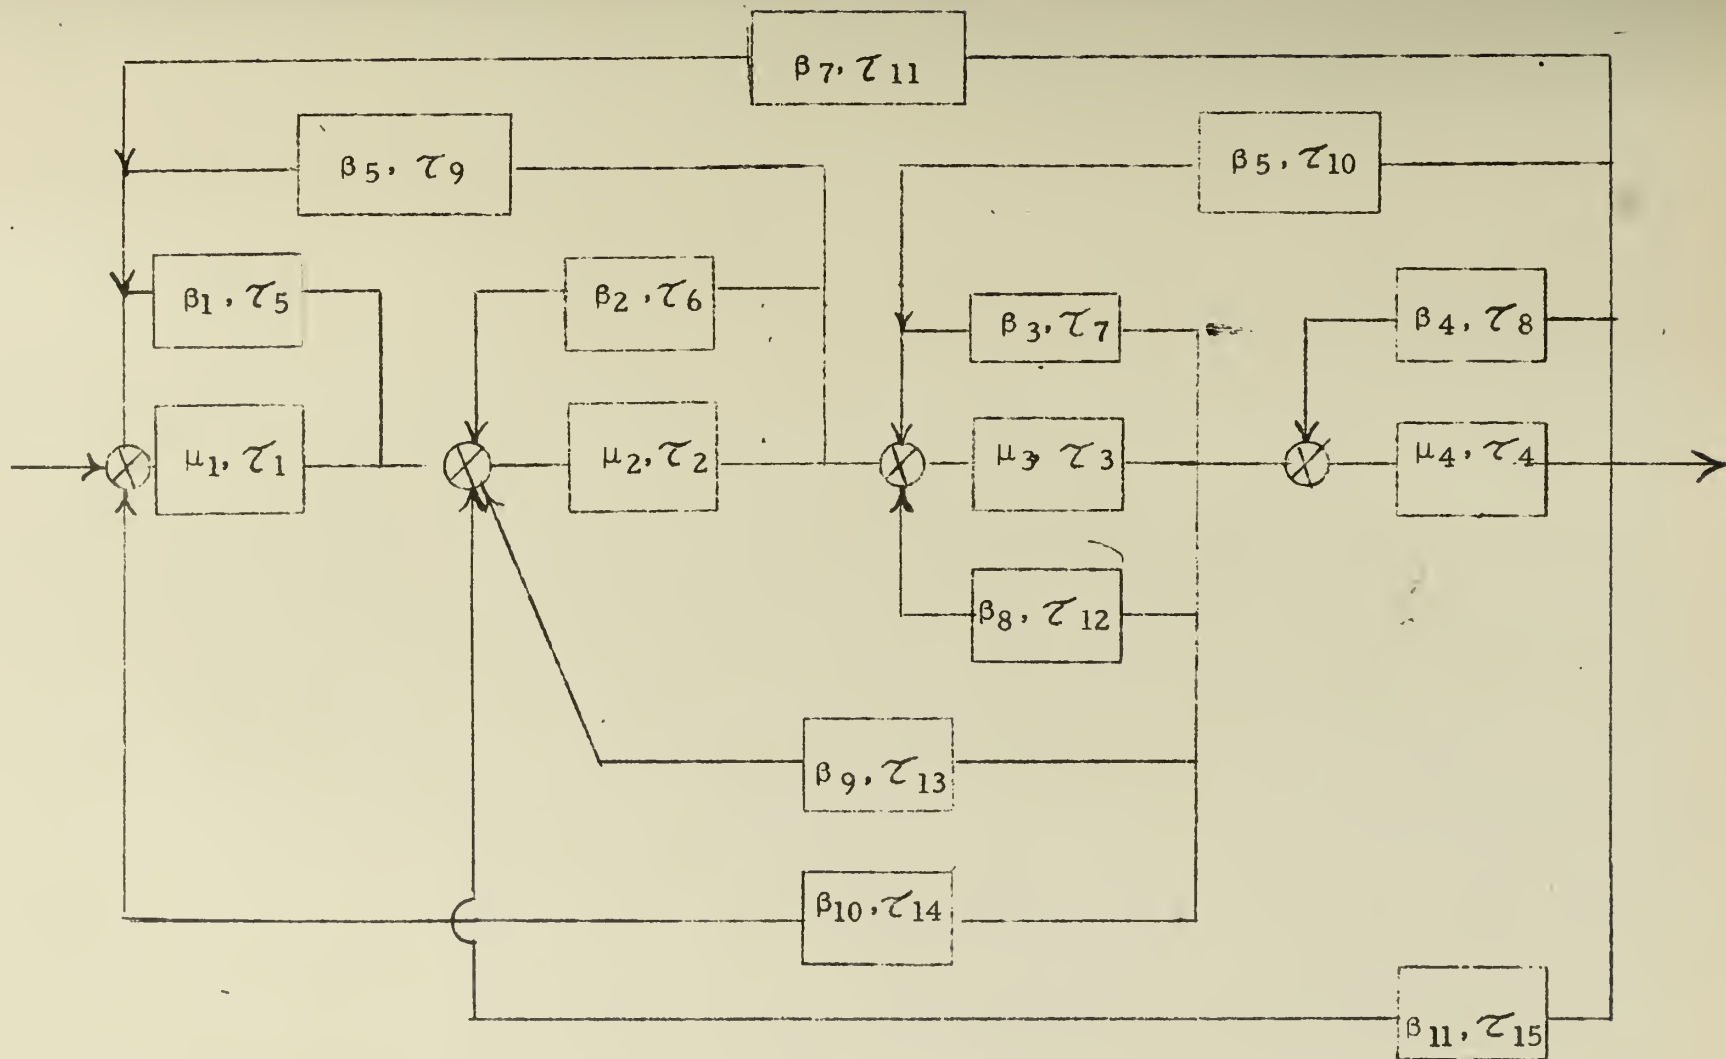 β7, τ11
β5, τ9
β5, τ10
β1, τ5
β2, τ6
β3, τ7
β4, τ8
μ1, τ1
μ2, τ2
μ3, τ3
μ4, τ4
β8, τ12
β9, τ13
β10, τ14
β11, τ15